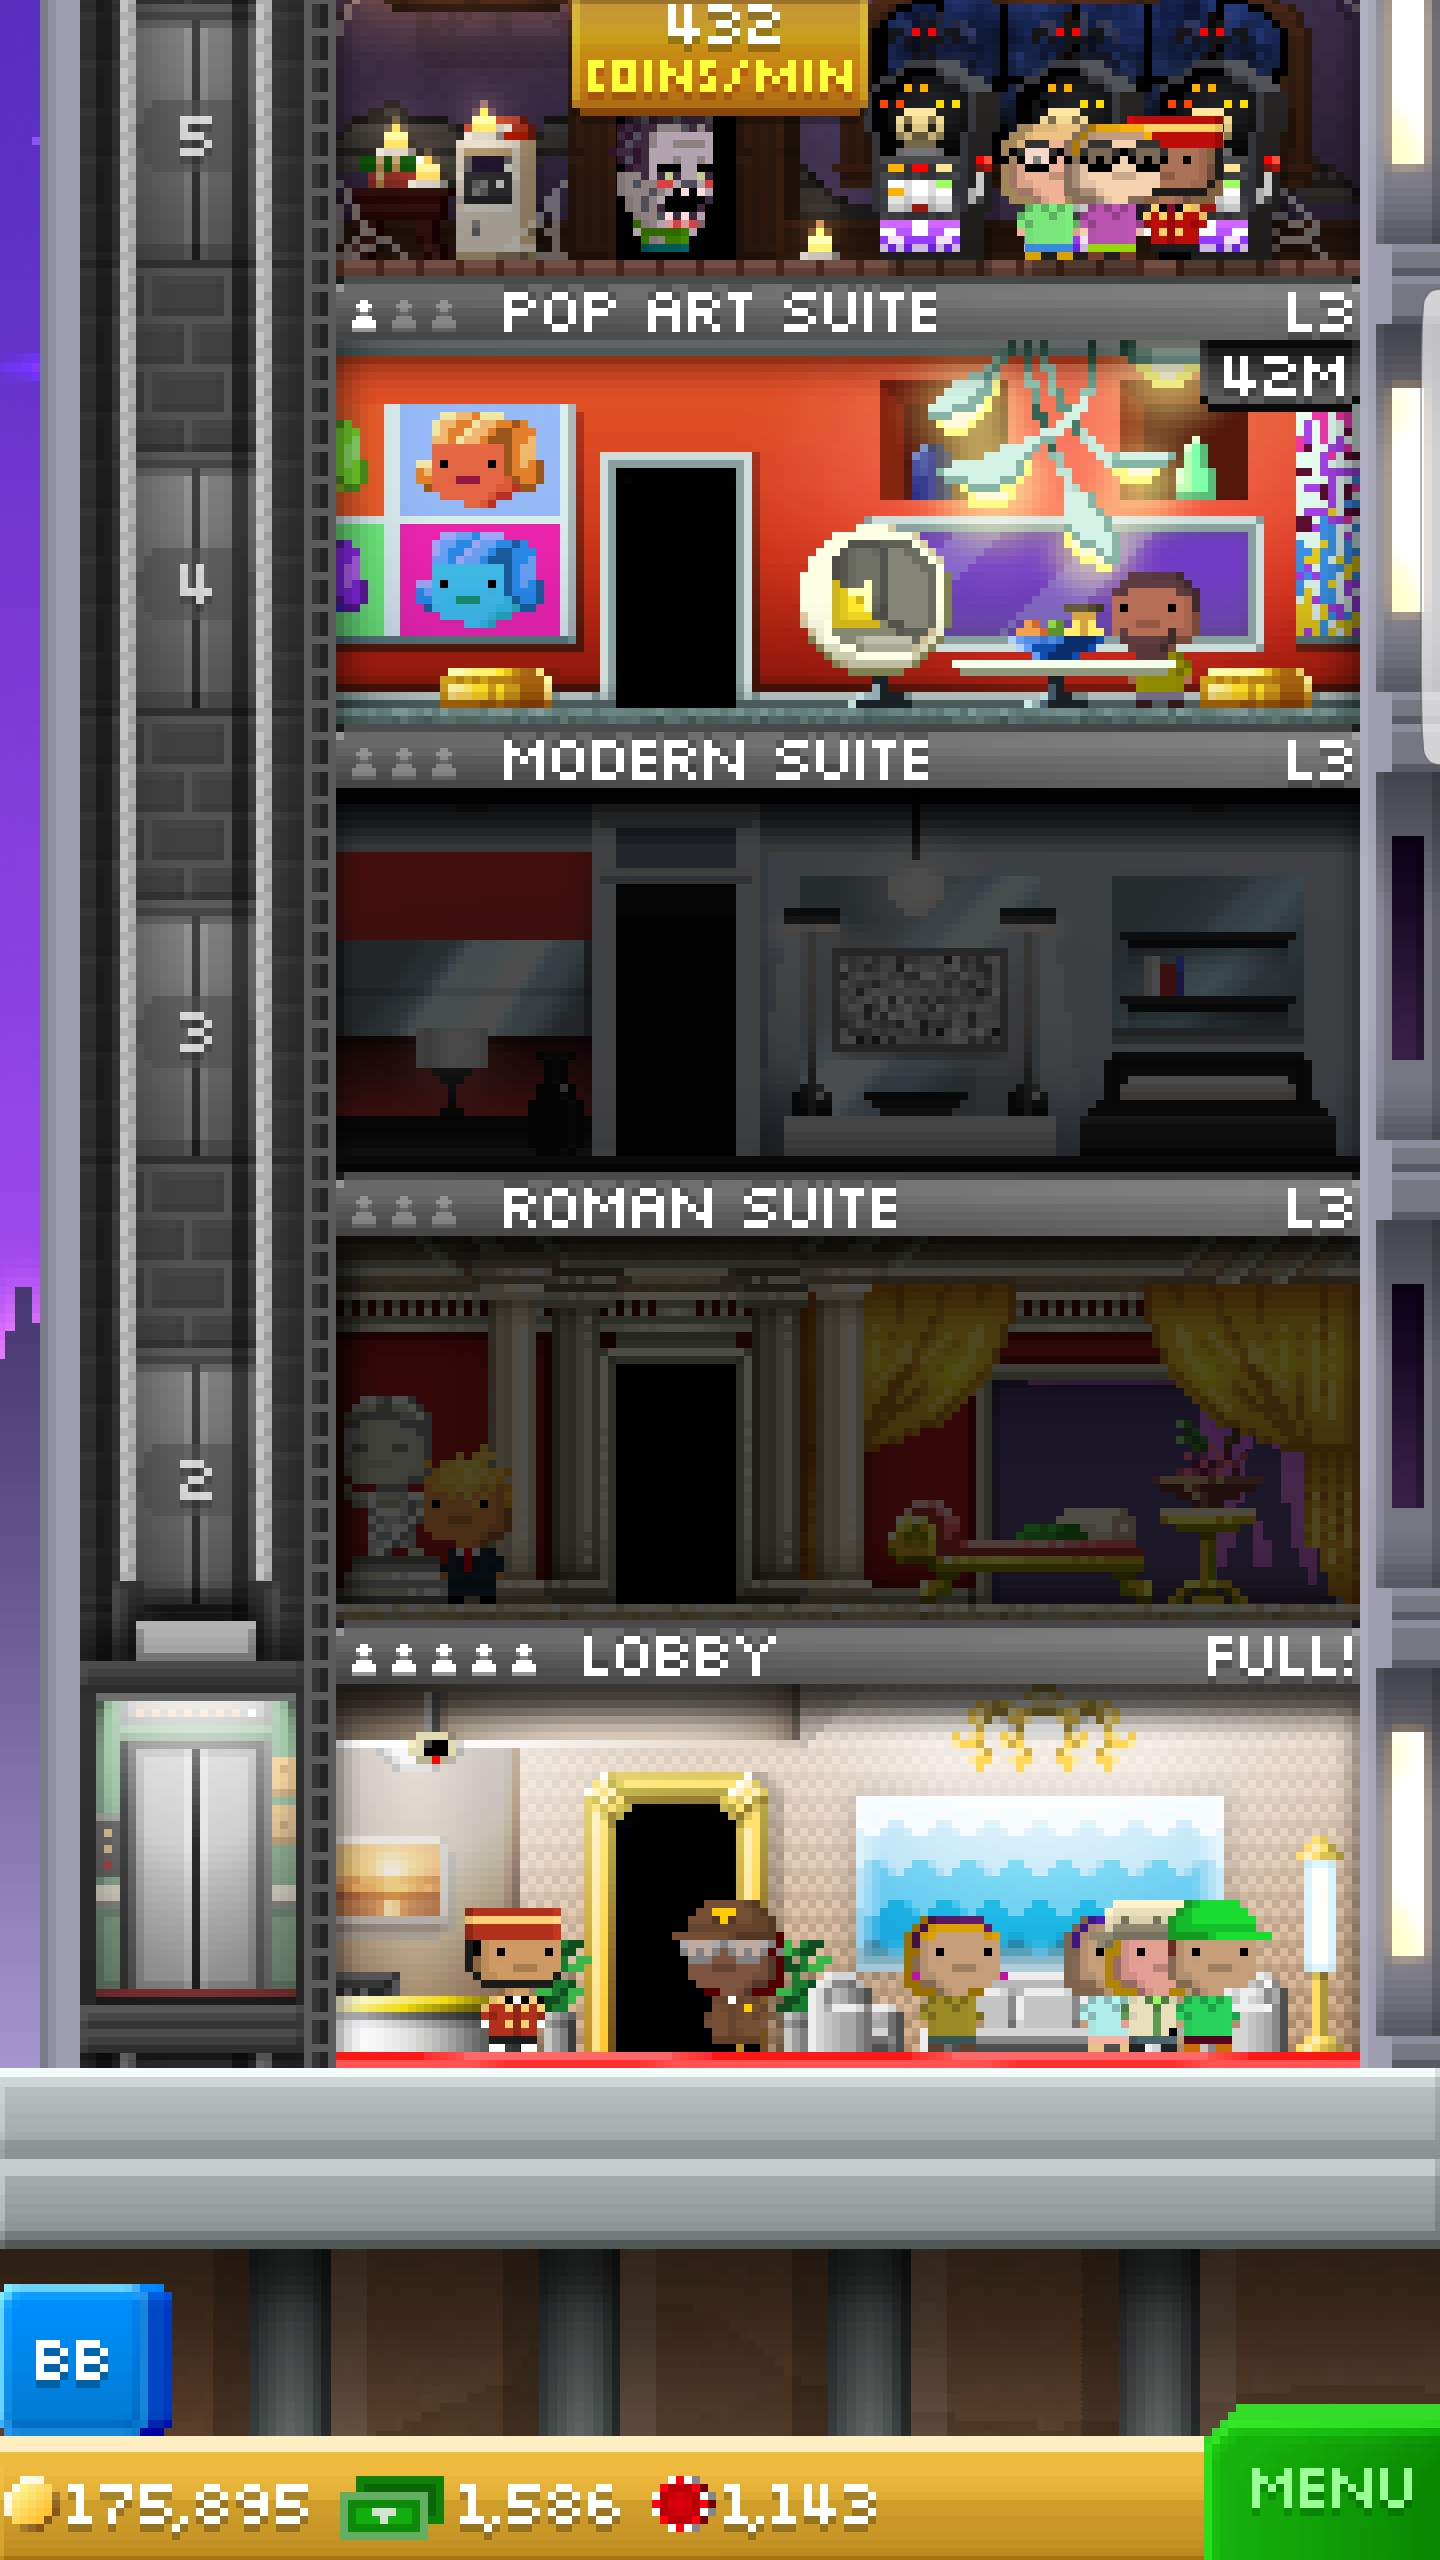 432
COINS/MIN
5
POP ART SUITE L3
42M
4
MODERN SUITE L3
3
ROMAN SUITE L3
2
LOBBY FULL!
BB
MENU
175,895 1,586 1,143